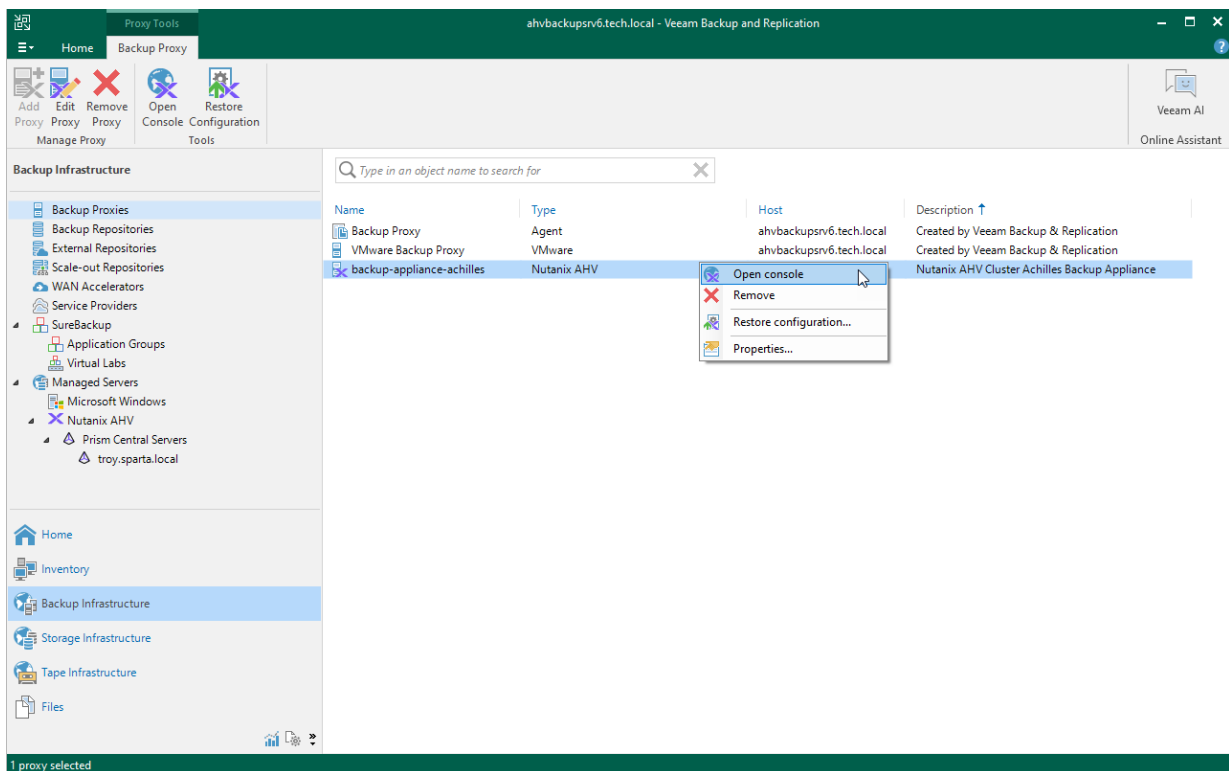 Proxy Tools
ahvbackupsrv6.tech.local - Veeam Backup and Replication
Home
Backup Proxy
?
Add Proxy
Edit Proxy
Remove Proxy
Open Console
Restore Configuration
Manage Proxy
Tools
Veeam AI
Online Assistant
Backup Infrastructure
Type in an object name to search for
Backup Proxies
Backup Repositories
External Repositories
Scale-out Repositories
WAN Accelerators
Service Providers
SureBackup
Application Groups
Virtual Labs
Managed Servers
Microsoft Windows
Nutanix AHV
Prism Central Servers
troy.sparta.local
Name Type Host Description
Backup Proxy Agent ahvbackupsrv6.tech.local Created by Veeam Backup & Replication
VMware Backup Proxy VMware ahvbackupsrv6.tech.local Created by Veeam Backup & Replication
backup-appliance-achilles Nutanix AHV Nutanix AHV Cluster Achilles Backup Appliance
Open console
Remove
Restore configuration...
Properties...
Home
Inventory
Backup Infrastructure
Storage Infrastructure
Tape Infrastructure
Files
1 proxy selected